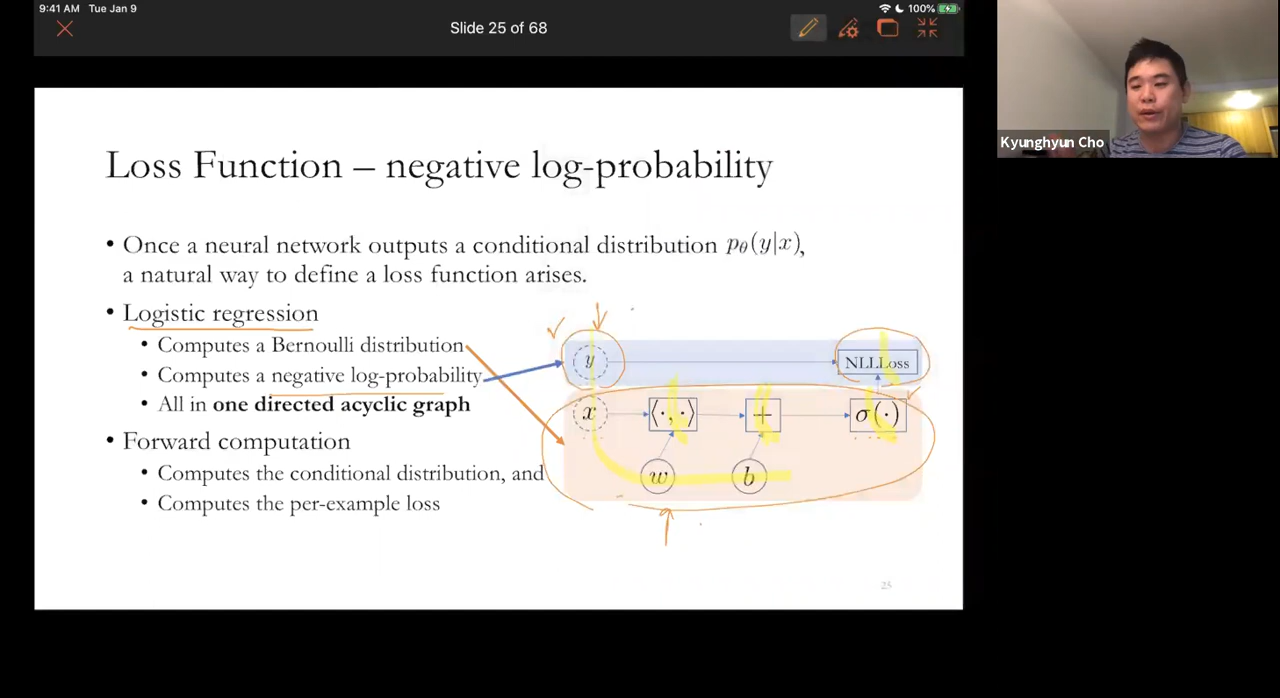 9:41 AM Tue Jan 9
100%
Slide 25 of 68
Kyunghyun Cho
Loss Function – negative log-probability
• Once a neural network outputs a conditional distribution pθ(y|x),
a natural way to define a loss function arises.
• Logistic regression
• Computes a Bernoulli distribution
• Computes a negative log-probability
• All in one directed acyclic graph
• Forward computation
• Computes the conditional distribution, and
• Computes the per-example loss
y NLLLoss
x ⟨·,·⟩ + σ(·)
w b
25